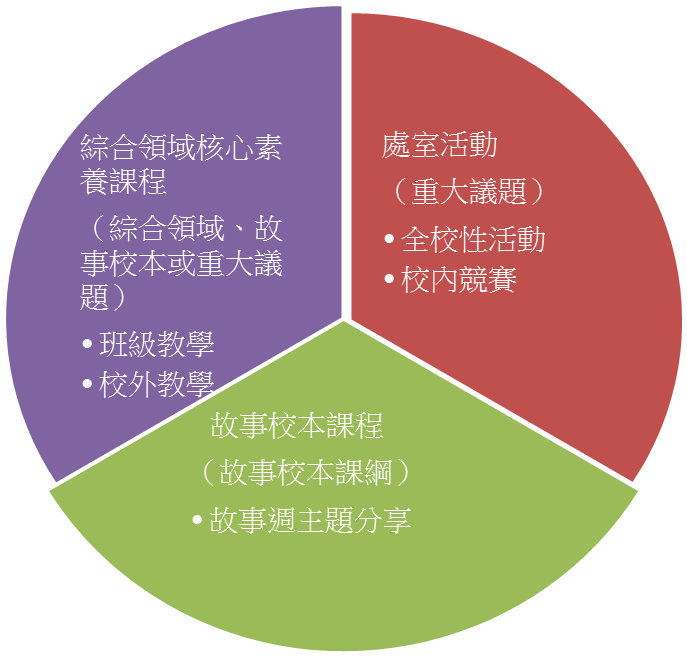 綜合領域核心素
養課程
（綜合領域、故
事校本或重大議
題）
•班級教學
•校外教學
處室活動
（重大議題）
•全校性活動
•校內競賽
故事校本課程
（故事校本課綱）
•故事週主題分享